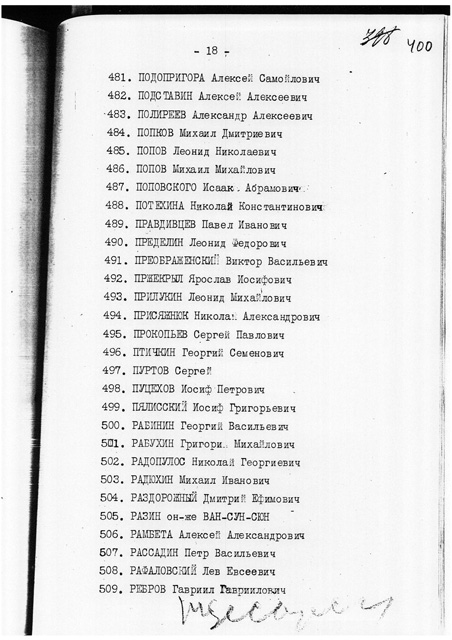 - 18 -
400
481. ПОДОПРИГОРА Алексей Самойлович
482. ПОДСТАВИН Алексей Алексеевич
483. ПОЛИРЕЕВ Александр Алексеевич
484. ПОПКОВ Михаил Дмитриевич
485. ПОПОВ Леонид Николаевич
486. ПОПОВ Михаил Михайлович
487. ПОПОВСКОГО Исаак Абрамович
488. ПОТЕХИНА Николай Константинович
489. ПРАВДИВЦЕВ Павел Иванович
490. ПРЕДЕЛИН Леонид Федорович
491. ПРЕОБРАЖЕНСКИЙ Виктор Васильевич
492. ПРЖЕКРЫЛ Ярослав Иосифович
493. ПРИЛУКИН Леонид Михайлович
494. ПРИСЯЖНЮК Николай Александрович
495. ПРОКОПЬЕВ Сергей Павлович
496. ПТИЧКИН Георгий Семенович
497. ПУРТОВ Сергей
498. ПУЦЕХОВ Иосиф Петрович
499. ПЯЛИССКИЙ Иосиф Григорьевич
500. РАБИНИН Георгий Васильевич
501. РАБУХИН Григорий Михайлович
502. РАДОПУЛОС Николай Георгиевич
503. РАДЮХИН Михаил Иванович
504. РАЗДОРОЖНЫЙ Дмитрий Ефимович
505. РАЗИН он-же ВАН-СУН-СЮН
506. РАМБЕТА Алексей Александрович
507. РАССАДИН Петр Васильевич
508. РАФАЛОВСКИЙ Лев Евсеевич
509. РЕБРОВ Гавриил Гавриилович